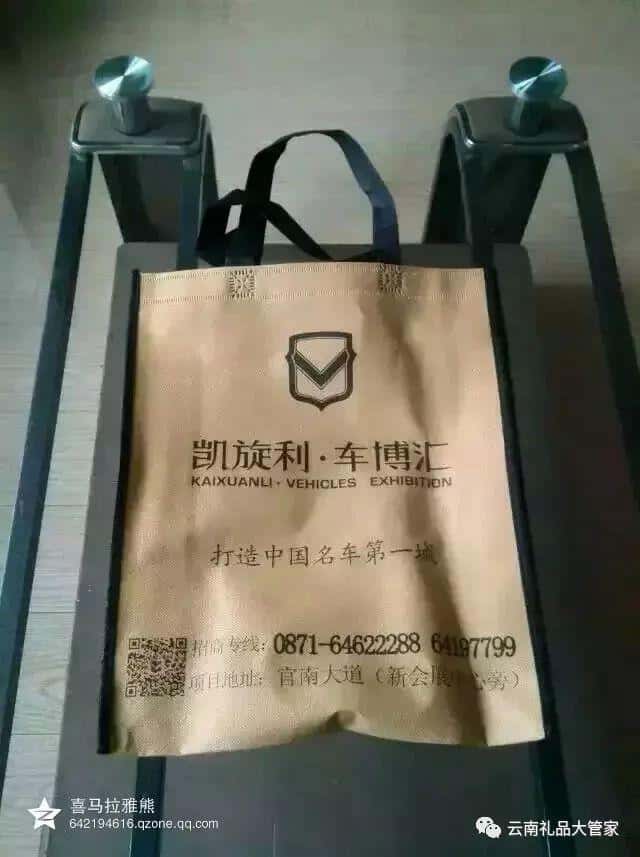 凯旋利·车博汇
KAIXUANLI·VEHICLES EXHIBITION
打造中国名车第一城
招商专线：0871-64622288 64197799
项目地址：官南大道（新会展中心旁）
喜马拉雅熊
642194616.qzone.qq.com
云南礼品大管家